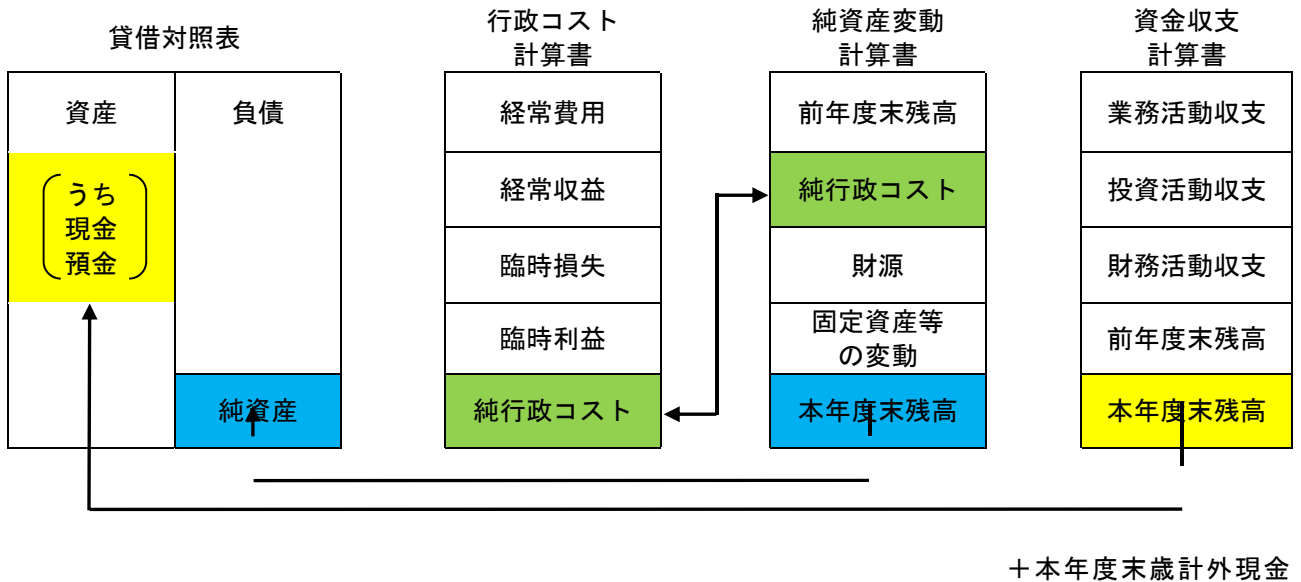 貸借対照表
資産
負債
うち
現金
預金
純資産
行政コスト
計算書
経常費用
経常収益
臨時損失
臨時利益
純行政コスト
純資産変動
計算書
前年度末残高
純行政コスト
財源
固定資産等
の変動
本年度末残高
資金収支
計算書
業務活動収支
投資活動収支
財務活動収支
前年度末残高
本年度末残高
＋本年度末歳計外現金